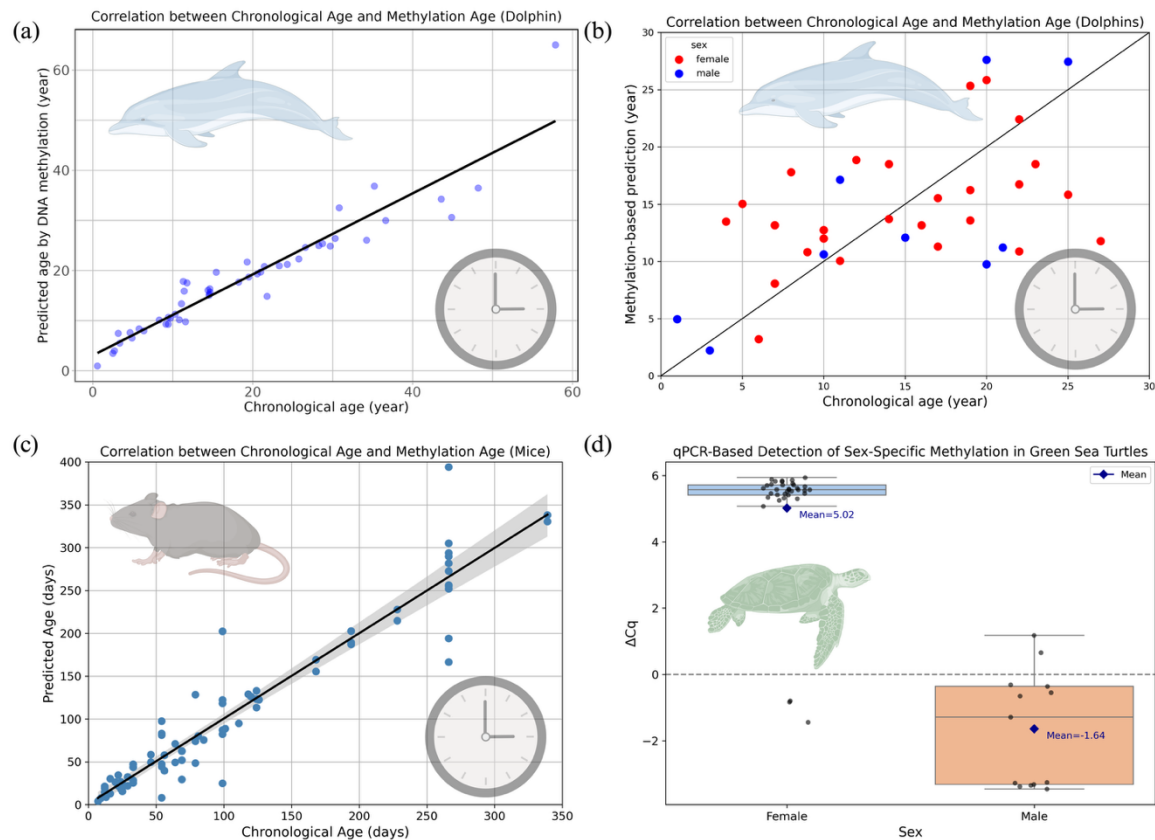 (a)
Correlation between Chronological Age and Methylation Age (Dolphin)
Predicted age by DNA methylation (year)
60
40
20
0
0 20 40 60
Chronological age (year)
(b)
Correlation between Chronological Age and Methylation Age (Dolphins)
sex
female
male
Methylation-based prediction (year)
30
25
20
15
10
5
0
5 10 15 20 25 30
Chronological age (year)
(c)
Correlation between Chronological Age and Methylation Age (Mice)
Predicted Age (days)
400
350
300
250
200
150
100
50
0
0 50 100 150 200 250 300 350
Chronological Age (days)
(d)
qPCR-Based Detection of Sex-Specific Methylation in Green Sea Turtles
Mean
ΔCq
6
4
2
0
−2
Mean=5.02
Mean=-1.64
Female Male
Sex